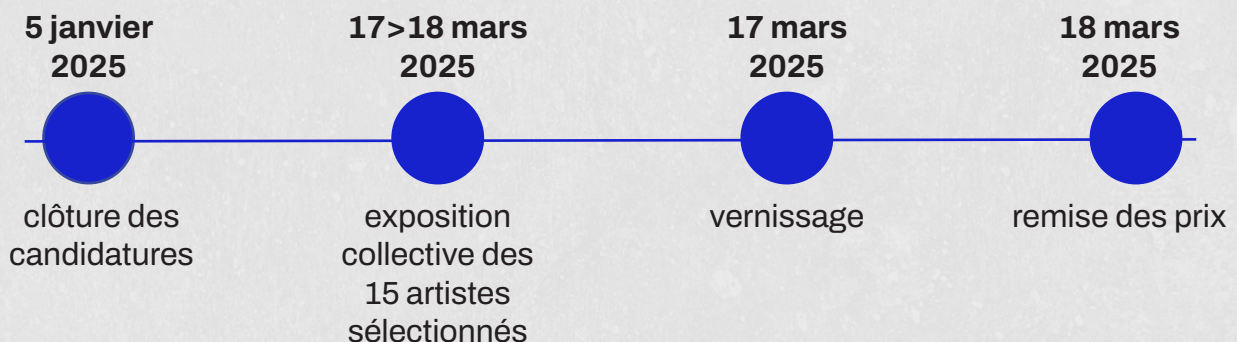 5 janvier
2025
clôture des
candidatures
17>18 mars
2025
exposition
collective des
15 artistes
sélectionnés
17 mars
2025
vernissage
18 mars
2025
remise des prix